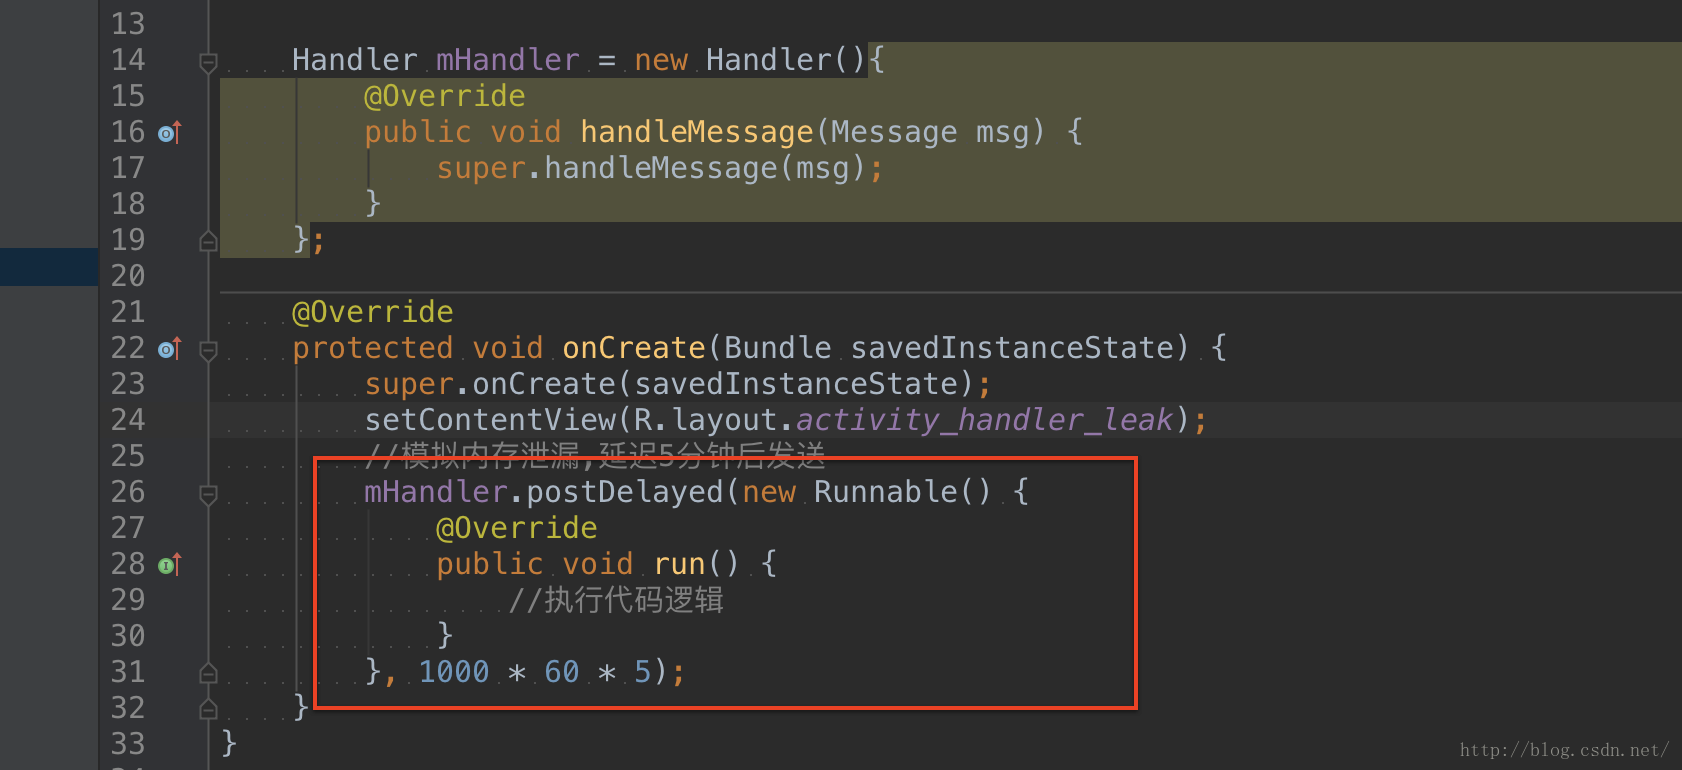 13
14 Handler mHandler = new Handler(){
15 @Override
16 public void handleMessage(Message msg) {
17 super.handleMessage(msg);
18 }
19 };
20
21 @Override
22 protected void onCreate(Bundle savedInstanceState) {
23 super.onCreate(savedInstanceState);
24 setContentView(R.layout.activity_handler_leak);
25 //模拟内存泄漏,延迟5分钟后发送
26 mHandler.postDelayed(new Runnable() {
27 @Override
28 public void run() {
29 //执行代码逻辑
30 }
31 }, 1000 * 60 * 5);
32 }
33 }
http://blog.csdn.net/